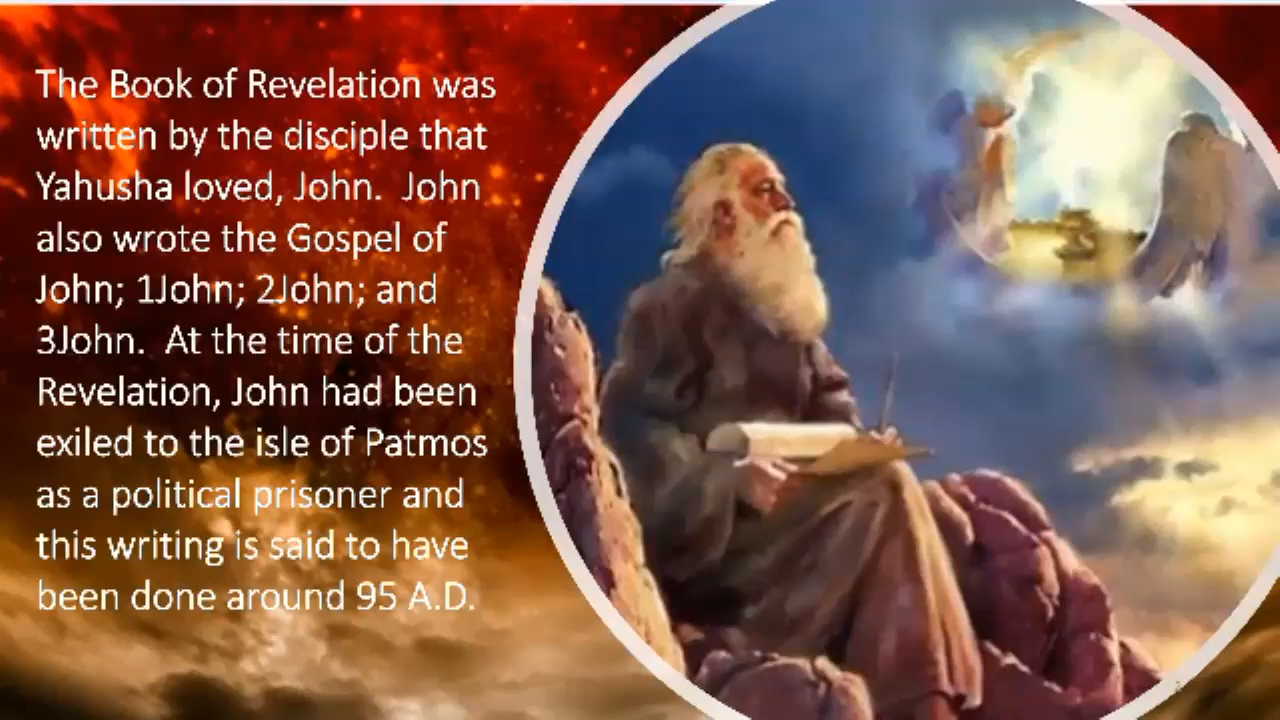 The Book of Revelation was
written by the disciple that
Yahusha loved, John.  John
also wrote the Gospel of
John; 1John; 2John; and
3John.  At the time of the
Revelation, John had been
exiled to the isle of Patmos
as a political prisoner and
this writing is said to have
been done around 95 A.D.